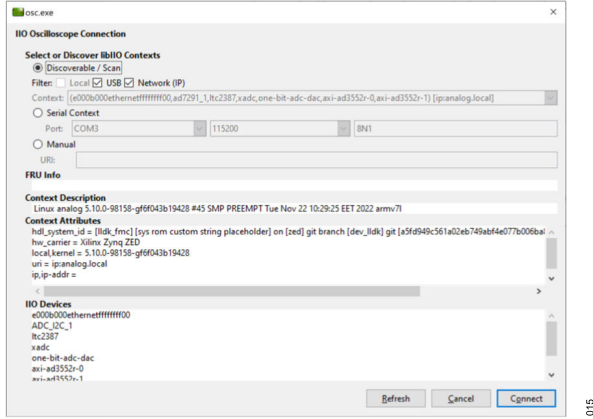 osc.exe
IIO Oscilloscope Connection
Select or Discover libIIO Contexts
Discoverable / Scan
Filter: Local USB Network (IP)
Context: (e000b000ethernetffffffff00,ad7291_1,ltc2387,xadc,one-bit-adc-dac,axi-ad3552r-0,axi-ad3552r-1) [ip:analog.local]
Serial Context
Port: COM3 115200 8N1
Manual
URI:
FRU Info
Context Description
Linux analog 5.10.0-98158-gf6f043b19428 #45 SMP PREEMPT Tue Nov 22 10:29:25 EET 2022 armv7l
Context Attributes
hdl_system_id = [lldk_fmc] [sys rom custom string placeholder] on [zed] git branch [dev_lldk] git [a5fd949c561a02eb749abf4e077b006ba
hw_carrier = Xilinx Zynq ZED
local,kernel = 5.10.0-98158-gf6f043b19428
uri = ip:analog.local
ip,ip-addr =
IIO Devices
e000b000ethernetffffffff00
ADC_I2C_1
ltc2387
xadc
one-bit-adc-dac
axi-ad3552r-0
axi-ad3552r-1
Refresh Cancel Connect
015